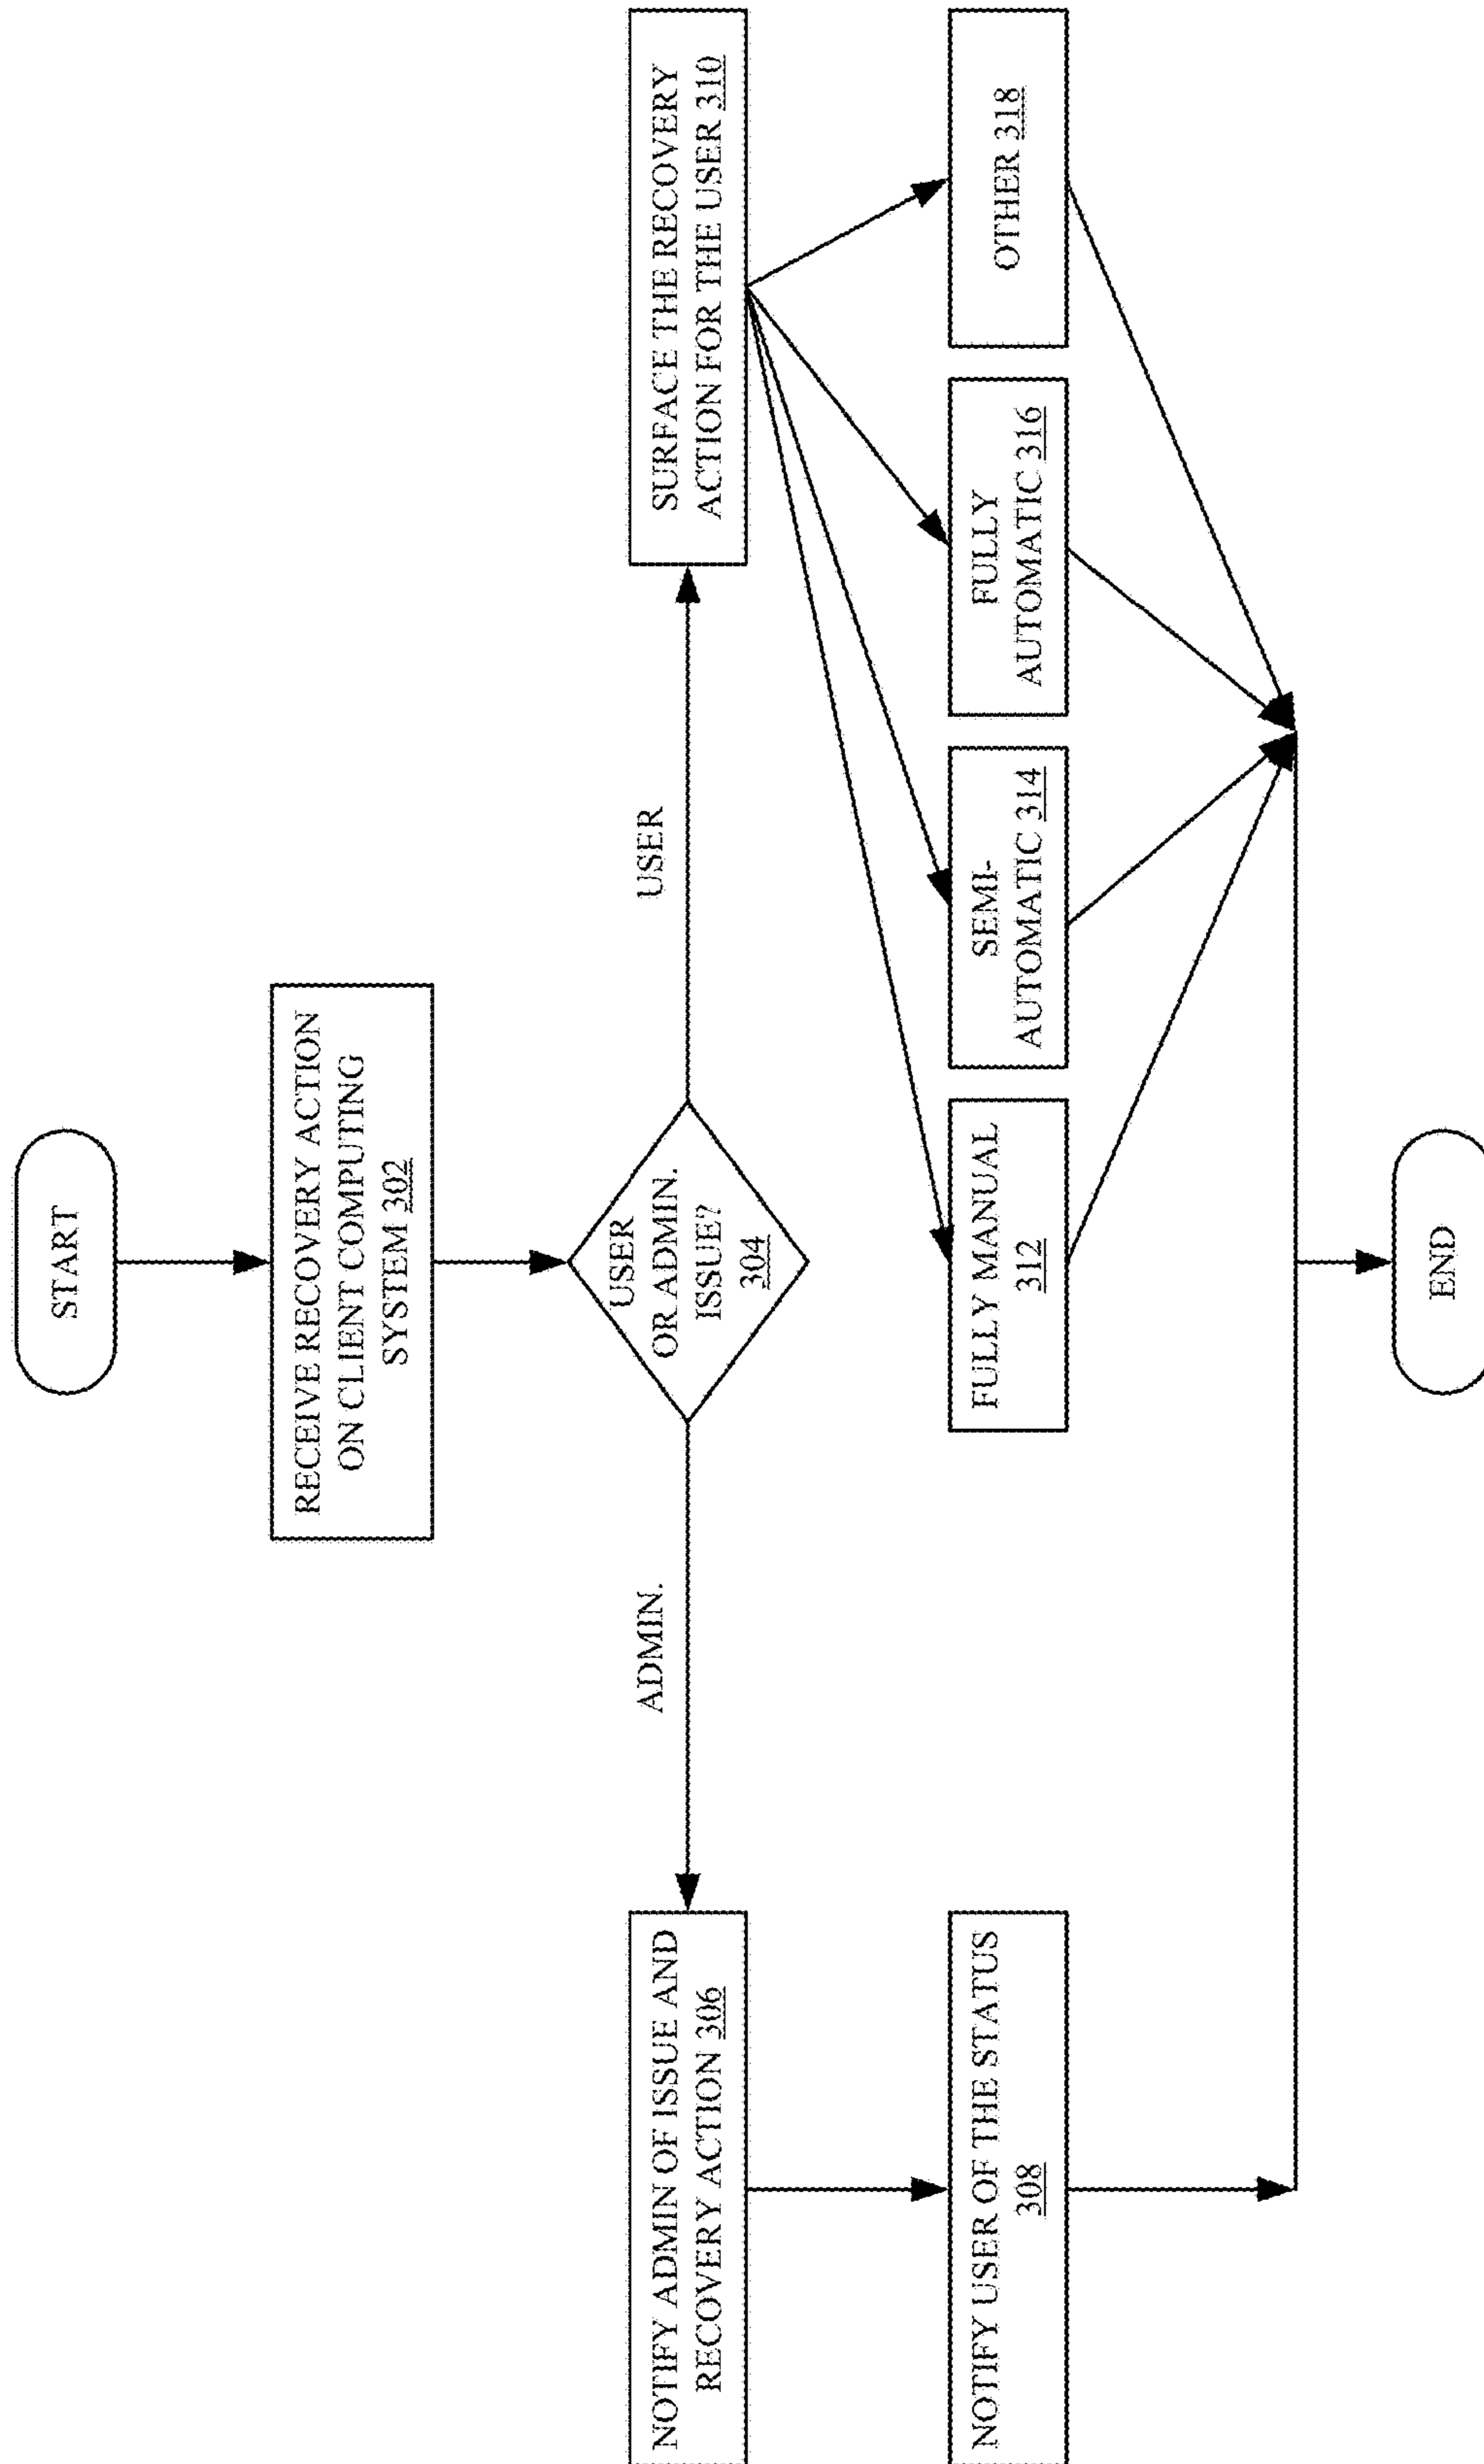 START
RECEIVE RECOVERY ACTION
ON CLIENT COMPUTING
SYSTEM 302
USER
OR ADMIN.
ISSUE?
304
ADMIN.
USER
NOTIFY ADMIN OF ISSUE AND
RECOVERY ACTION 306
SURFACE THE RECOVERY
ACTION FOR THE USER 310
NOTIFY USER OF THE STATUS
308
FULLY MANUAL
312
SEMI-
AUTOMATIC 314
FULLY
AUTOMATIC 316
OTHER 318
END